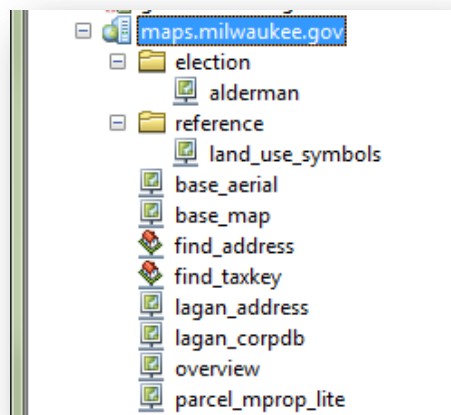 maps.milwaukee.gov
election
alderman
reference
land_use_symbols
base_aerial
base_map
find_address
find_taxkey
lagan_address
lagan_corpdb
overview
parcel_mprop_lite